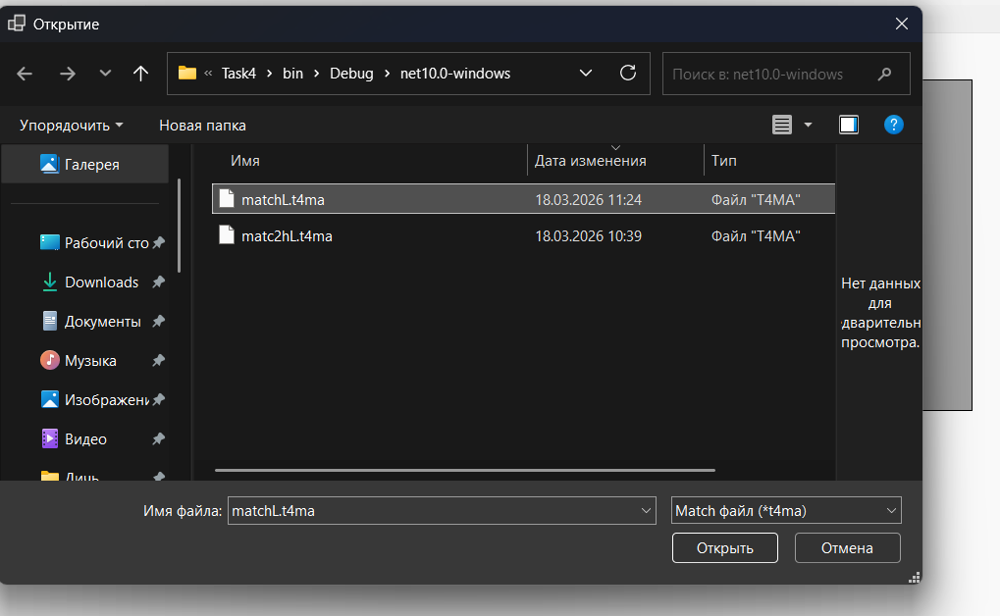 Открытие
« Task4 › bin › Debug › net10.0-windows
Поиск в: net10.0-windows
Упорядочить
Новая папка
?
Галерея
Рабочий сто
Downloads
Документы
Музыка
Изображени
Видео
Имя
Дата изменения
Тип
matchL.t4ma 18.03.2026 11:24 Файл "T4MA"
matc2hL.t4ma 18.03.2026 10:39 Файл "T4MA"
Нет данных
для
дварительн
просмотра.
Имя файла: matchL.t4ma
Match файл (*t4ma)
Открыть
Отмена